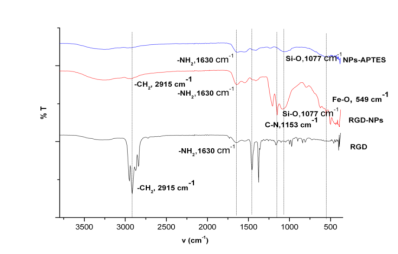 -NH2,1630 cm-1
Si-O,1077 cm-1
NPs-APTES
-CH2, 2915 cm-1
-NH2,1630 cm-1
Fe-O, 549 cm-1
Si-O,1077 cm-1
C-N,1153 cm-1
RGD-NPs
-NH2,1630 cm-1
RGD
-CH2, 2915 cm-1
% T
3500 3000 2500 2000 1500 1000 500
v (cm-1)